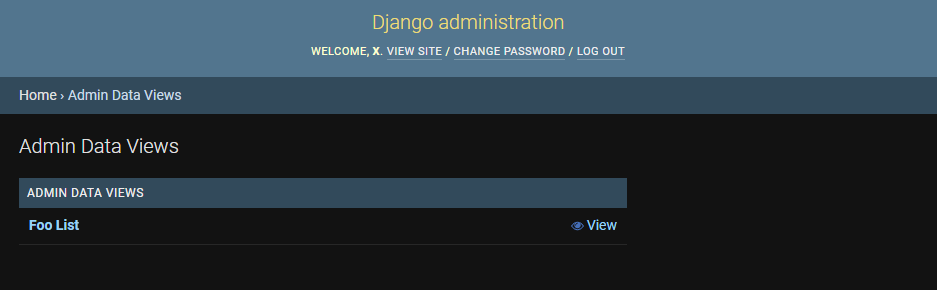 Django administration
WELCOME, X. VIEW SITE / CHANGE PASSWORD / LOG OUT
Home › Admin Data Views
Admin Data Views
ADMIN DATA VIEWS
Foo List View